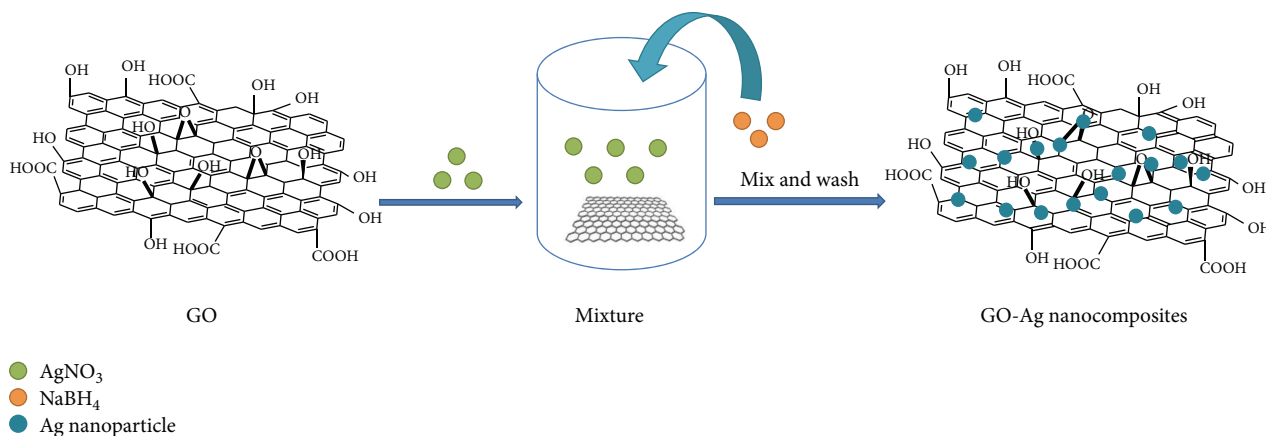 OH
OH
HOOC
OH
OH
O
HO
HO
O
OH
HOOC
HO
OH
OH
OH
OH
HOOC
COOH
Mix and wash
OH
OH
HOOC
OH
OH
O
HO
HO
O
OH
HOOC
HO
OH
OH
OH
OH
HOOC
COOH
GO
Mixture
GO-Ag nanocomposites
AgNO₃
NaBH₄
Ag nanoparticle